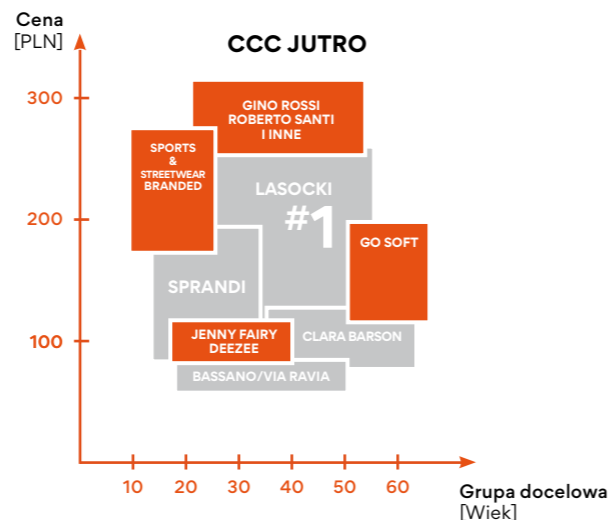 Cena
[PLN]
CCC JUTRO
300
GINO ROSSI
ROBERTO SANTI
I INNE
SPORTS
&
STREETWEAR
BRANDED
LASOCKI
#1
200
GO SOFT
SPRANDI
100
JENNY FAIRY
DEEZEE
CLARA BARSON
BASSANO/VIA RAVIA
10 20 30 40 50 60
Grupa docelowa
[Wiek]